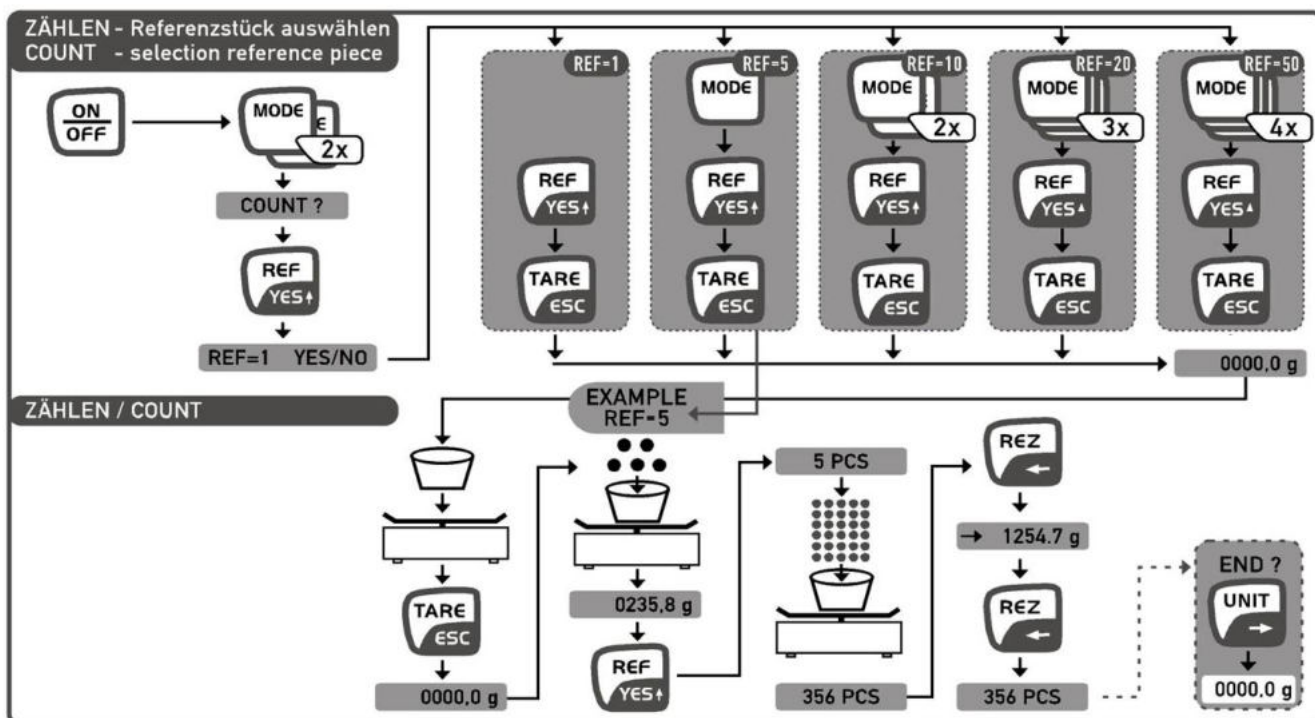 ZÄHLEN - Referenzstück auswählen
COUNT - selection reference piece
ON
OFF
MODE
E
2x
COUNT ?
REF
YES↑
REF=1 YES/NO
REF=1
REF
YES↑
TARE
ESC
REF=5
MODE
REF
YES↑
TARE
ESC
REF=10
MODE
2x
REF
YES↑
TARE
ESC
REF=20
MODE
3x
REF
YES▲
TARE
ESC
REF=50
MODE
4x
REF
YES▲
TARE
ESC
0000,0 g
ZÄHLEN / COUNT
TARE
ESC
0000,0 g
EXAMPLE
REF=5
0235,8 g
REF
YES↑
5 PCS
356 PCS
REZ
←
→ 1254.7 g
REZ
←
356 PCS
END ?
UNIT
→
0000,0 g